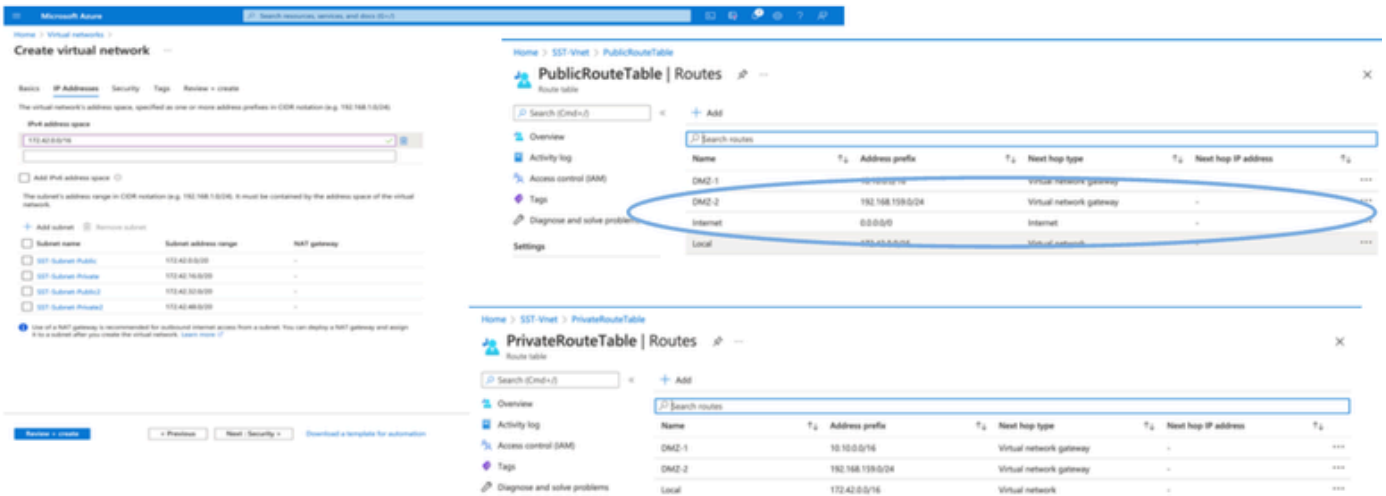 Microsoft Azure
Search resources, services, and docs (G+/)
Home > Virtual networks >
Create virtual network
Basics IP Addresses Security Tags Review + create
The virtual network's address space, specified as one or more address prefixes in CIDR notation (e.g. 192.168.1.0/24).
IPv4 address space
172.42.0.0/16
Add IPv6 address space
The subnet's address range in CIDR notation (e.g. 192.168.1.0/24). It must be contained by the address space of the virtual
network.
+ Add subnet Remove subnet
Subnet name Subnet address range NAT gateway
SST-Subnet-Public 172.42.0.0/20 -
SST-Subnet-Private 172.42.16.0/20 -
SST-Subnet-Public2 172.42.32.0/20 -
SST-Subnet-Private2 172.42.48.0/20 -
Use of a NAT gateway is recommended for outbound internet access from a subnet. You can deploy a NAT gateway and assign
it to a subnet after you create the virtual network. Learn more
Review + create < Previous Next : Security > Download a template for automation
Home > SST-Vnet > PublicRouteTable
PublicRouteTable | Routes
Route table
Search (Cmd+/)
Overview
Activity log
Access control (IAM)
Tags
Diagnose and solve problems
Settings
+ Add
Search routes
Name Address prefix Next hop type Next hop IP address
DMZ-1 10.10.0.0/16 Virtual network gateway -
DMZ-2 192.168.159.0/24 Virtual network gateway -
Internet 0.0.0.0/0 Internet -
Local 172.42.0.0/16 Virtual network -
Home > SST-Vnet > PrivateRouteTable
PrivateRouteTable | Routes
Route table
Search (Cmd+/)
Overview
Activity log
Access control (IAM)
Tags
Diagnose and solve problems
+ Add
Search routes
Name Address prefix Next hop type Next hop IP address
DMZ-1 10.10.0.0/16 Virtual network gateway -
DMZ-2 192.168.159.0/24 Virtual network gateway -
Local 172.42.0.0/16 Virtual network -